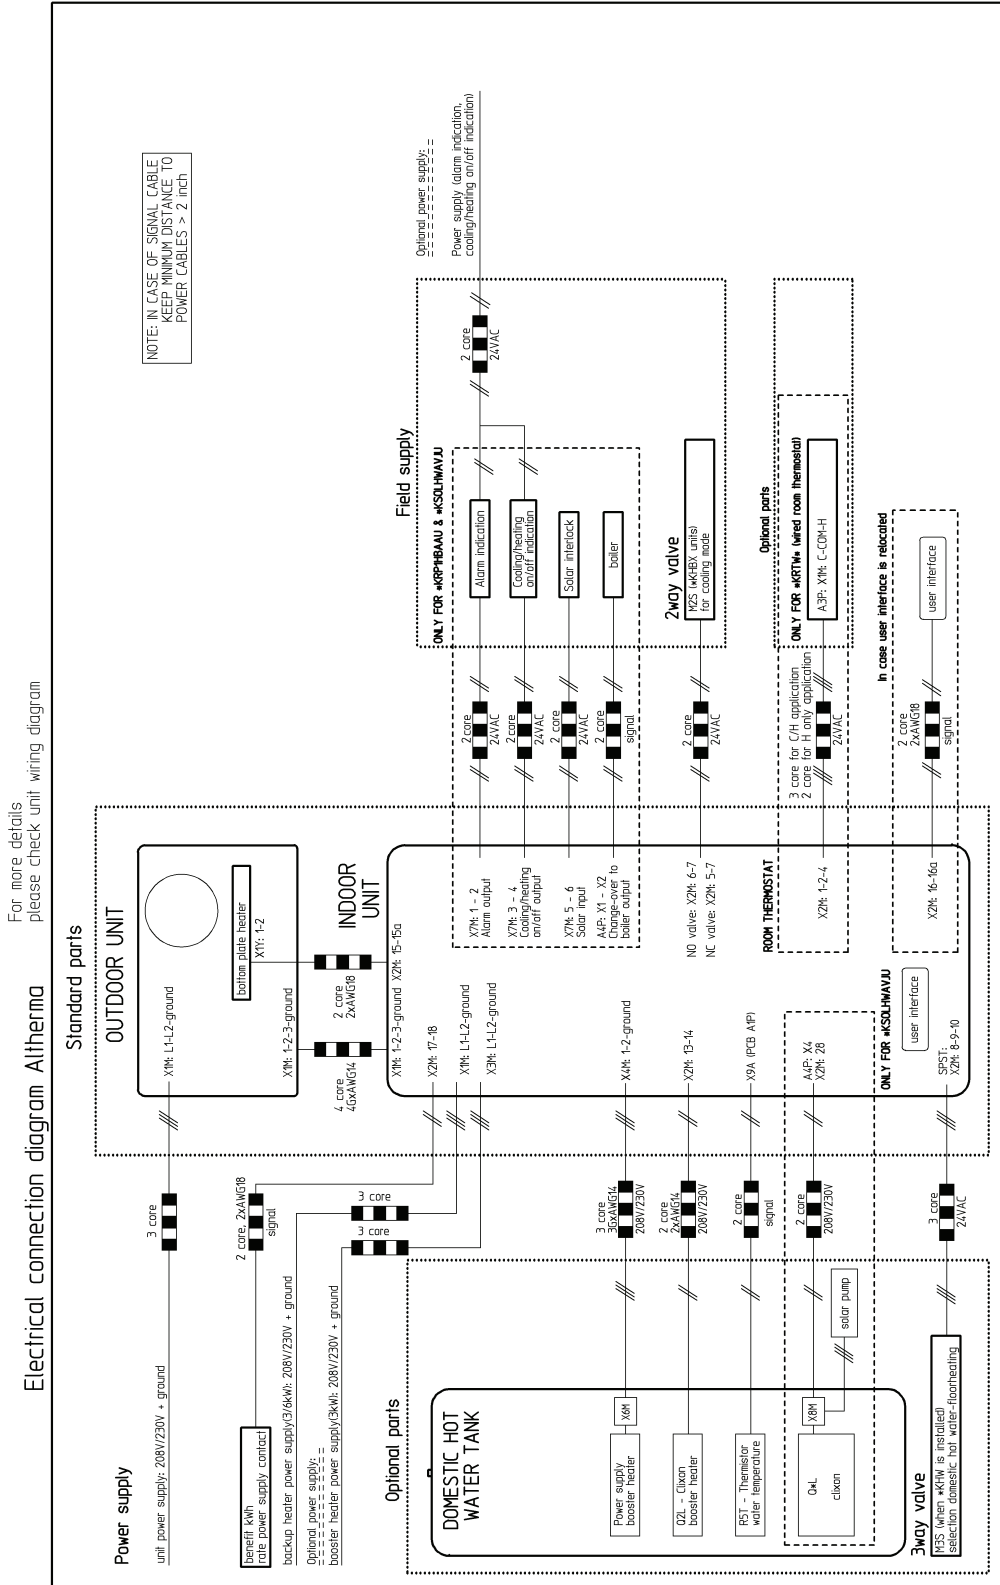 Electrical connection diagram Altherma
For more details
please check unit wiring diagram
NOTE: IN CASE OF SIGNAL CABLE
KEEP MINIMUM DISTANCE TO
POWER CABLES > 2 inch
Power supply
unit power supply: 208V/230V + ground
3 core
benefit kWh
rate power supply contact
2 core, 2xAWG18
signal
backup heater power supply(3/6kW): 208V/230V + ground
3 core
Optional power supply:
booster heater power supply(3kW): 208V/230V + ground
3 core
Standard parts
OUTDOOR UNIT
X1M: L1-L2-ground
bottom plate heater
X1Y: 1-2
X1M: 1-2-3-ground
4 core
4GxAWG14
2 core
2xAWG18
INDOOR
UNIT
X1M: 1-2-3-ground
X2M: 15-15a
X2M: 17-18
X1M: L1-L2-ground
X3M: L1-L2-ground
X4M: 1-2-ground
X2M: 13-14
X9A (PCB A1P)
A4P: X4
X2M: 28
ONLY FOR *KSOLHWAVJU
user interface
SPST:
X2M: 8-9-10
X7M: 1 - 2
Alarm output
X7M: 3 - 4
Cooling/heating
on/off output
X7M: 5 - 6
Solar input
A4P: X1 - X2
Change-over to
boiler output
NO valve: X2M: 6-7
NC valve: X2M: 5-7
ROOM THERMOSTAT
X2M: 1-2-4
X2M: 16-16a
Optional parts
DOMESTIC HOT
WATER TANK
Power supply
booster heater
X6M
3 core
3GxAWG14
208V/230V
Q2L - Clixon
booster heater
2 core
2xAWG14
208V/230V
R5T - Thermistor
water temperature
2 core
signal
Q*L
clixon
X8M
solar pump
2 core
208V/230V
3way valve
M3S (when *KHW is installed)
selection domestic hot water-floorheating
3 core
24VAC
Field supply
ONLY FOR *KRP1HBAAU & *KSOLHWAVJU
2 core
24VAC
Alarm indication
2 core
24VAC
Cooling/heating
on/off indication
2 core
24VAC
Solar interlock
2 core
signal
boiler
2 core
24VAC
Optional power supply:
Power supply (alarm indication,
cooling/heating on/off indication)
2way valve
M2S (*KHBX units)
for cooling mode
2 core
24VAC
Optional parts
ONLY FOR *KRTW* (wired room thermostat)
A3P: X1M: C-COM-H
3 core for C/H application
2 core for H only application
24VAC
In case user interface is relocated
2 core
2xAWG18
signal
user interface